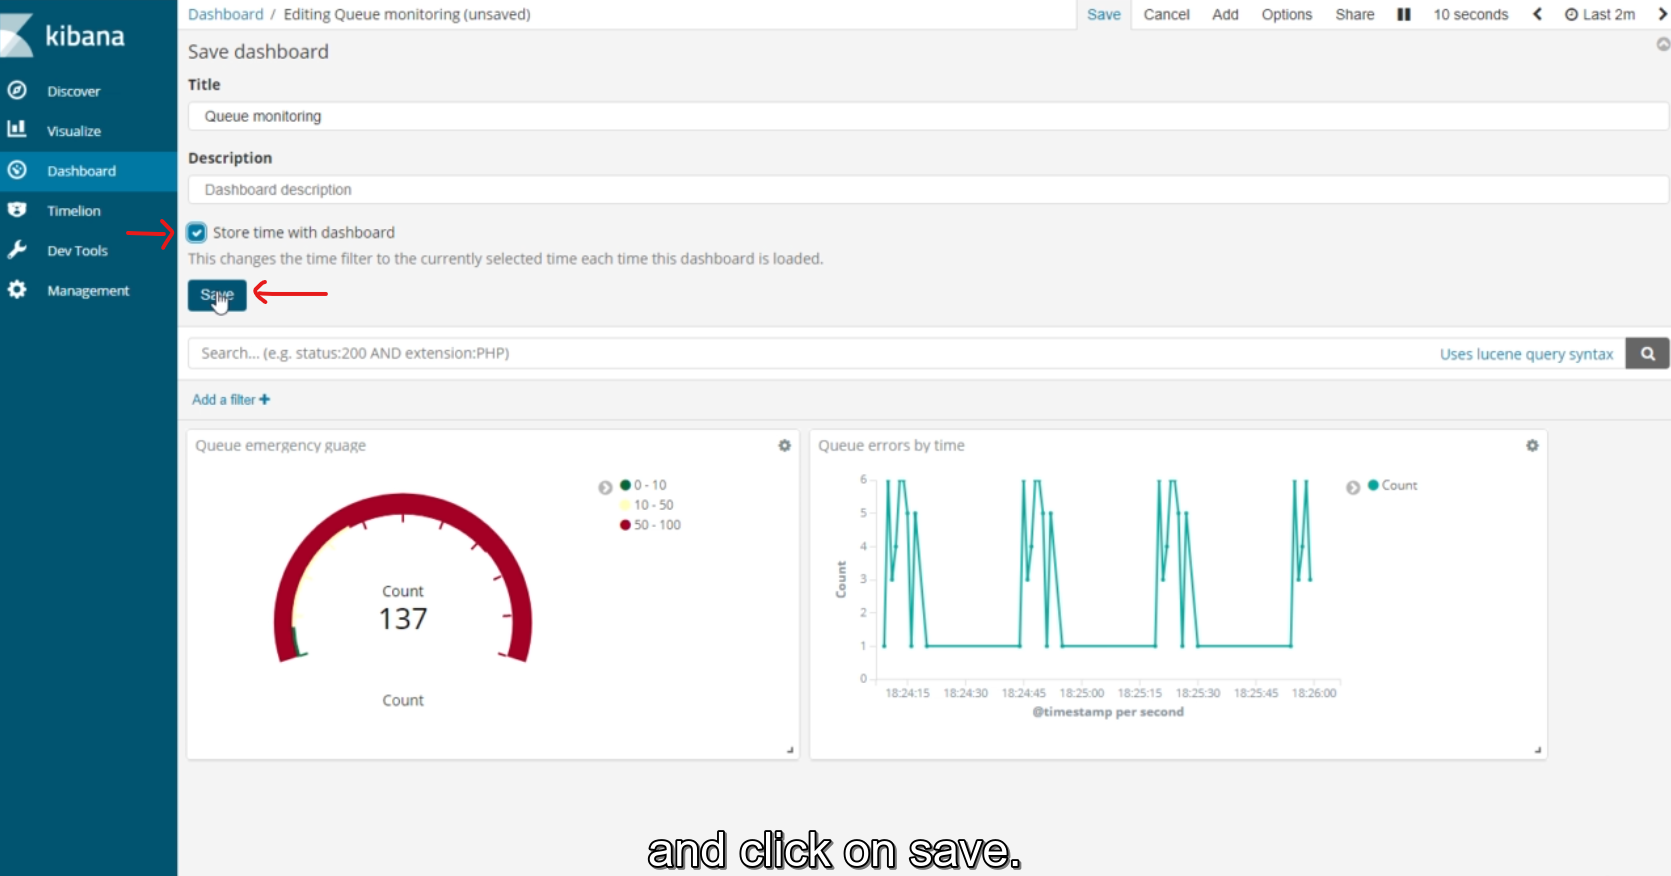 kibana
Discover
Visualize
Dashboard
Timelion
Dev Tools
Management
Dashboard / Editing Queue monitoring (unsaved)
Save Cancel Add Options Share 10 seconds Last 2m
Save dashboard
Title
Queue monitoring
Description
Dashboard description
Store time with dashboard
This changes the time filter to the currently selected time each time this dashboard is loaded.
Save
Search... (e.g. status:200 AND extension:PHP) Uses lucene query syntax
Add a filter +
Queue emergency guage
0 - 10
10 - 50
50 - 100
Count
137
Count
Queue errors by time
Count
6
5
4
3
2
1
0
Count
18:24:15 18:24:30 18:24:45 18:25:00 18:25:15 18:25:30 18:25:45 18:26:00
@timestamp per second
and click on save.